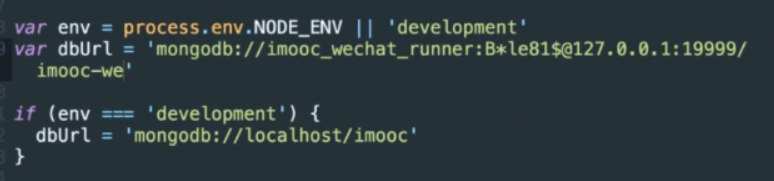 var env = process.env.NODE_ENV || 'development'
var dbUrl = 'mongodb://imooc_wechat_runner:B*le81$@127.0.0.1:19999/
imooc-we'
if (env === 'development') {
dbUrl = 'mongodb://localhost/imooc'
}